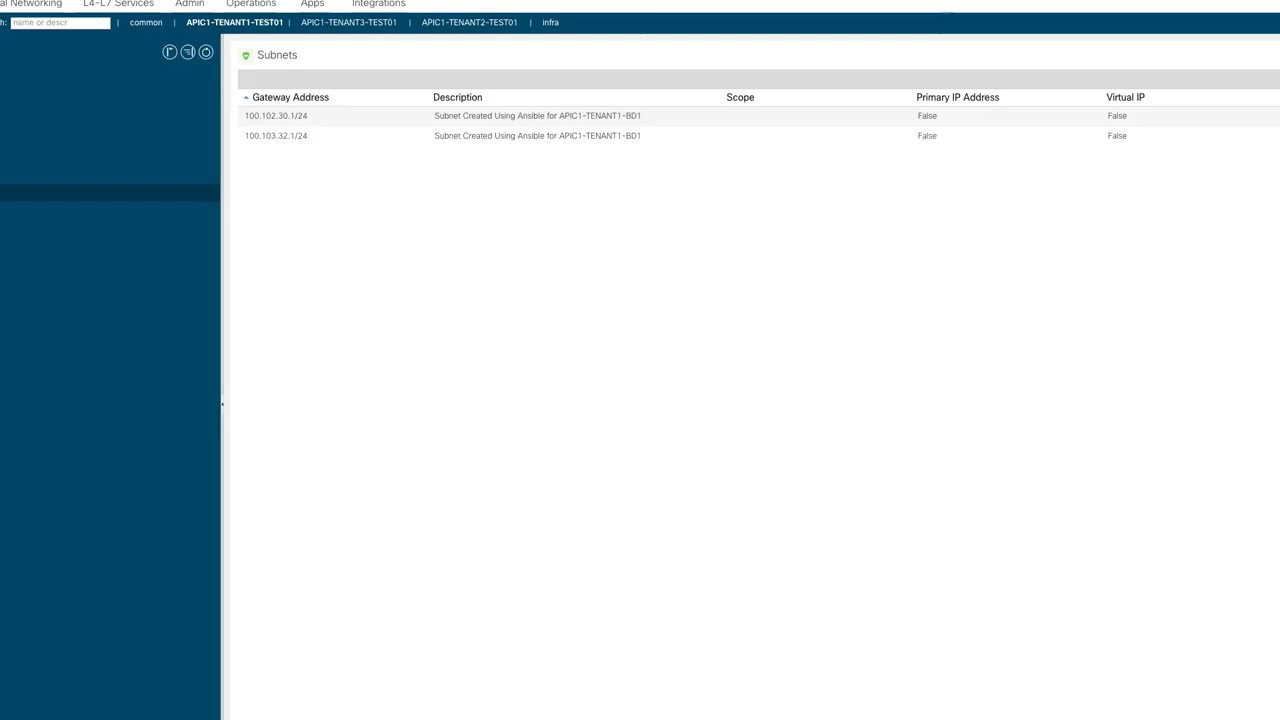 al Networking L4-L7 Services Admin Operations Apps Integrations
h: name or descr | common | APIC1-TENANT1-TEST01 | APIC1-TENANT3-TEST01 | APIC1-TENANT2-TEST01 | infra
Subnets
Gateway Address Description Scope Primary IP Address Virtual IP
100.102.30.1/24 Subnet Created Using Ansible for APIC1-TENANT1-BD1 False False
100.103.32.1/24 Subnet Created Using Ansible for APIC1-TENANT1-BD1 False False